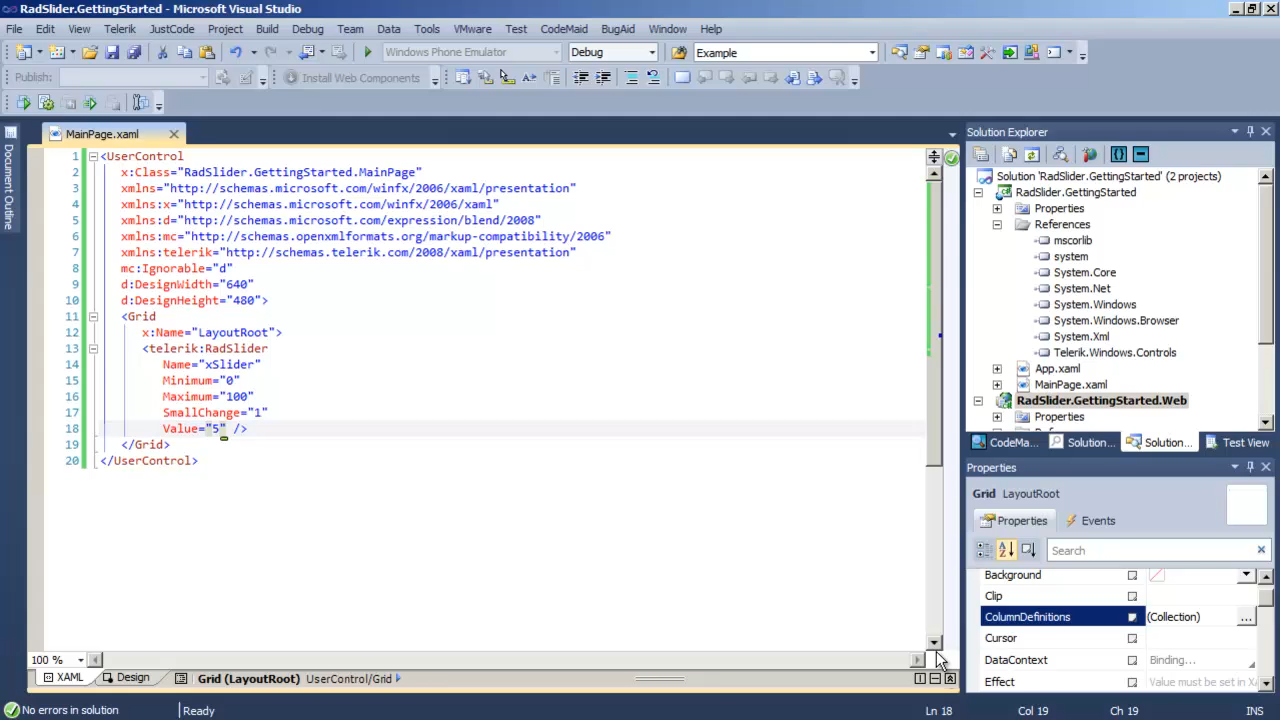 RadSlider.GettingStarted - Microsoft Visual Studio
File Edit View Telerik JustCode Project Build Debug Team Data Tools VMware Test CodeMaid BugAid Window Help
Windows Phone Emulator Debug Example
Publish: Install Web Components
Document Outline
MainPage.xaml
1 <UserControl
2 x:Class="RadSlider.GettingStarted.MainPage"
3 xmlns="http://schemas.microsoft.com/winfx/2006/xaml/presentation"
4 xmlns:x="http://schemas.microsoft.com/winfx/2006/xaml"
5 xmlns:d="http://schemas.microsoft.com/expression/blend/2008"
6 xmlns:mc="http://schemas.openxmlformats.org/markup-compatibility/2006"
7 xmlns:telerik="http://schemas.telerik.com/2008/xaml/presentation"
8 mc:Ignorable="d"
9 d:DesignWidth="640"
10 d:DesignHeight="480">
11 <Grid
12 x:Name="LayoutRoot">
13 <telerik:RadSlider
14 Name="xSlider"
15 Minimum="0"
16 Maximum="100"
17 SmallChange="1"
18 Value="5" />
19 </Grid>
20 </UserControl>
100 %
XAML Design Grid (LayoutRoot) UserControl/Grid
Solution Explorer
Solution 'RadSlider.GettingStarted' (2 projects)
RadSlider.GettingStarted
Properties
References
mscorlib
system
System.Core
System.Net
System.Windows
System.Windows.Browser
System.Xml
Telerik.Windows.Controls
App.xaml
MainPage.xaml
RadSlider.GettingStarted.Web
Properties
CodeMa... Solution... Solution... Test View
Properties
Grid LayoutRoot
Properties Events
Search
Background
Clip
ColumnDefinitions (Collection) ...
Cursor
DataContext Binding...
Effect Value must be set in XA
No errors in solution Ready Ln 18 Col 19 Ch 19 INS